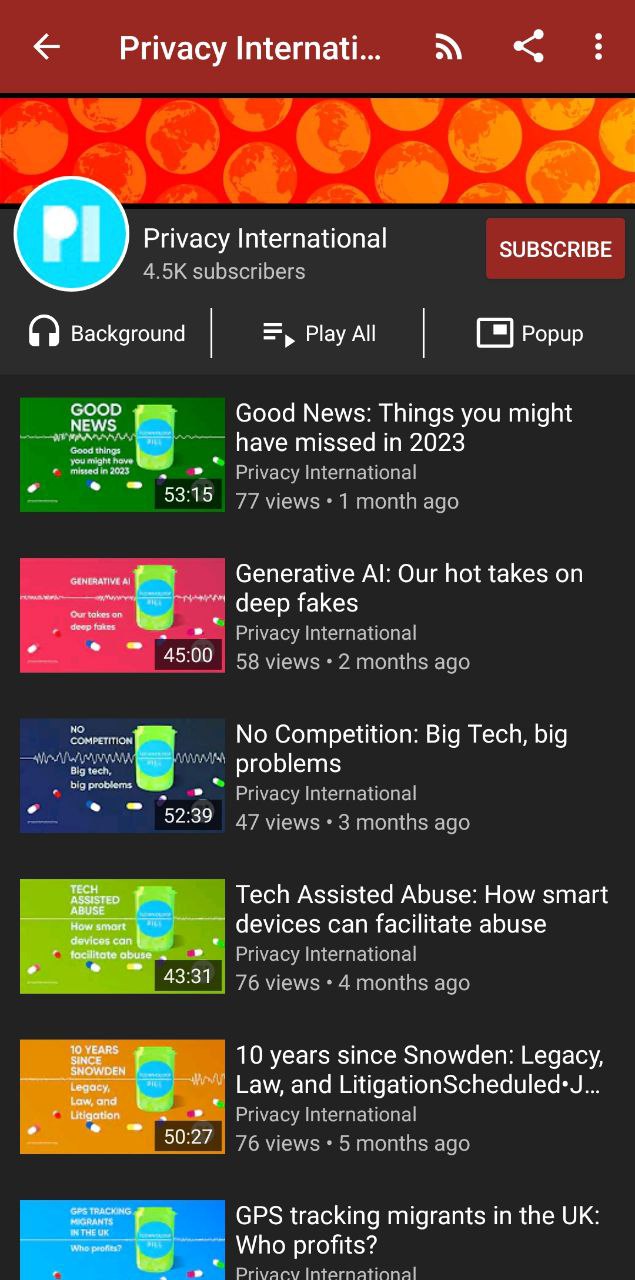 Privacy Internati...
PI
Privacy International
4.5K subscribers
SUBSCRIBE
Background
Play All
Popup
GOOD
NEWS
Good things
you might have
missed in 2023
53:15
Good News: Things you might
have missed in 2023
Privacy International
77 views • 1 month ago
GENERATIVE AI
Our takes on
deep fakes
45:00
Generative AI: Our hot takes on
deep fakes
Privacy International
58 views • 2 months ago
NO
COMPETITION
Big tech,
big problems
52:39
No Competition: Big Tech, big
problems
Privacy International
47 views • 3 months ago
TECH
ASSISTED
ABUSE
How smart
devices can
facilitate abuse
43:31
Tech Assisted Abuse: How smart
devices can facilitate abuse
Privacy International
76 views • 4 months ago
10 YEARS
SINCE
SNOWDEN
Legacy,
Law, and
Litigation
50:27
10 years since Snowden: Legacy,
Law, and LitigationScheduled•J...
Privacy International
76 views • 5 months ago
GPS TRACKING
MIGRANTS
IN THE UK
Who profits?
GPS tracking migrants in the UK:
Who profits?
Privacy International